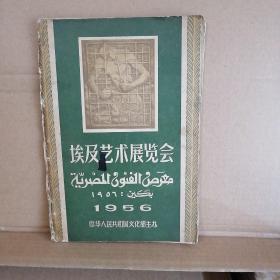 埃及艺术展览会
معرض الفنون المصرية
بكين : ١٩٥٦
1956
中华人民共和国文化部主办